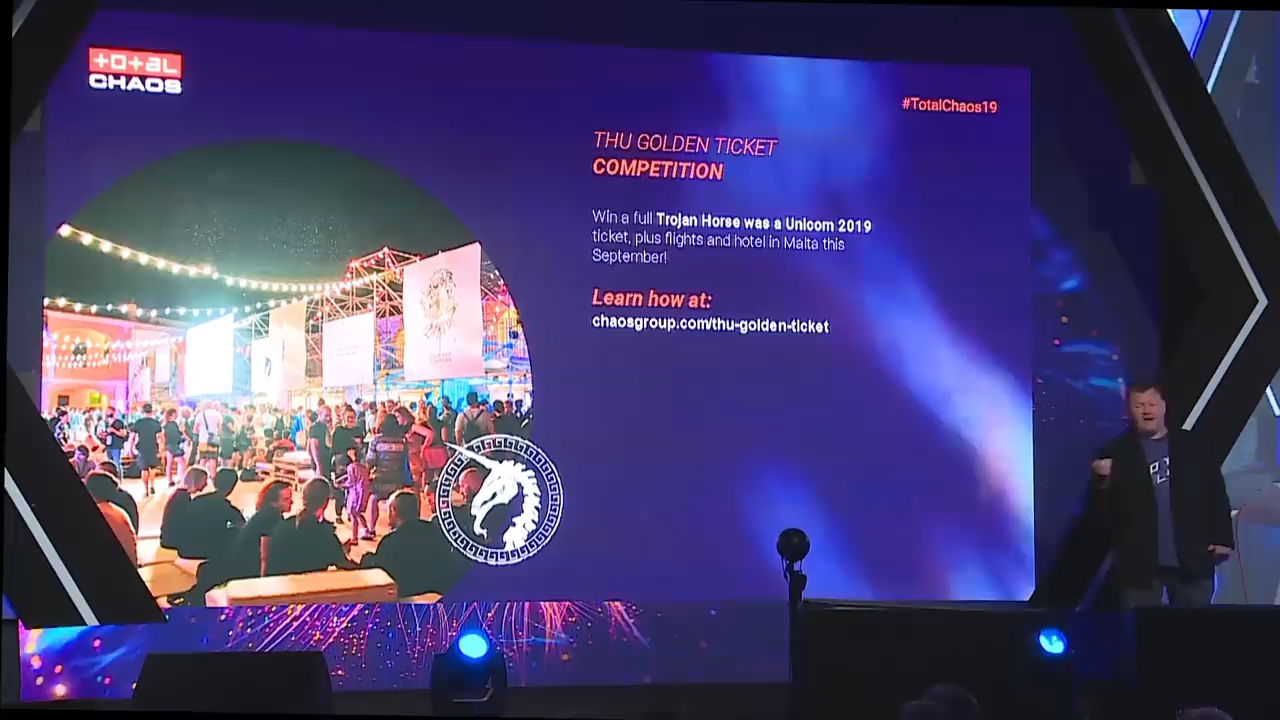 +o+aL
CHAOS
#TotalChaos19
THU GOLDEN TICKET
COMPETITION
Win a full Trojan Horse was a Unicorn 2019
ticket, plus flights and hotel in Malta this
September!
Learn how at:
chaosgroup.com/thu-golden-ticket